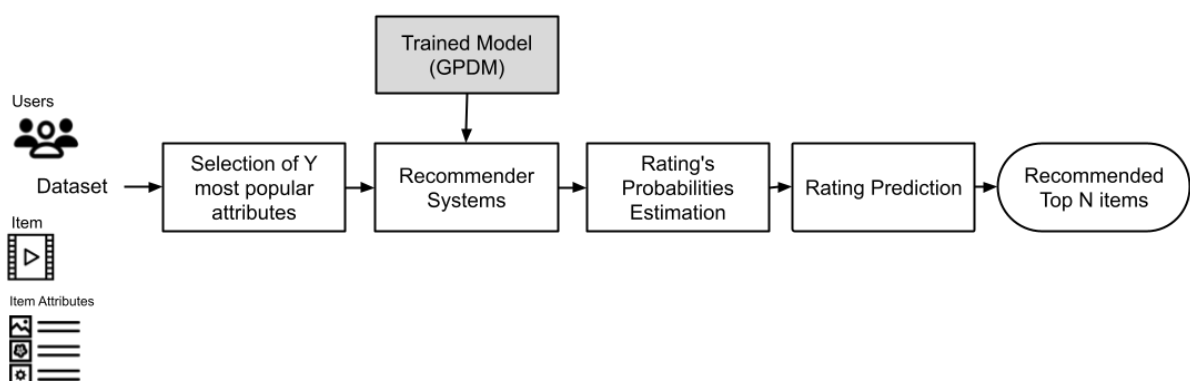 Trained Model
(GPDM)
Users
Dataset
Item
Item Attributes
Selection of Y
most popular
attributes
Recommender
Systems
Rating's
Probabilities
Estimation
Rating Prediction
Recommended
Top N items